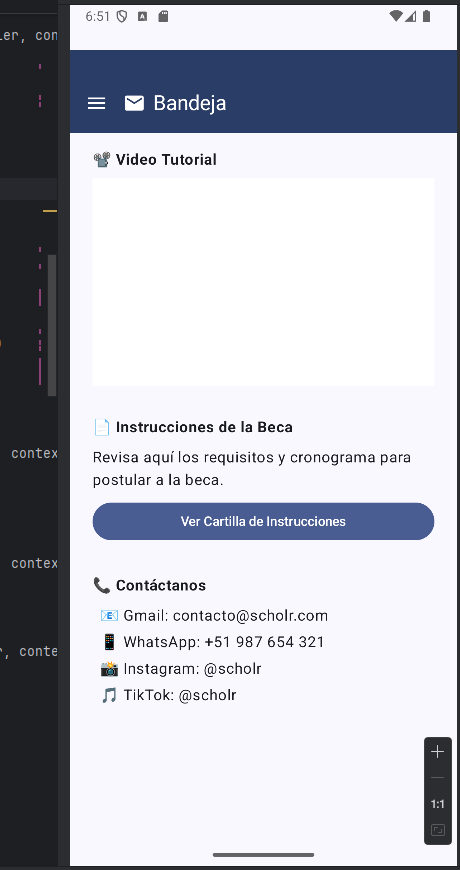 ler, con
6:51
Bandeja
Video Tutorial
Instrucciones de la Beca
Revisa aquí los requisitos y cronograma para
postular a la beca.
Ver Cartilla de Instrucciones
contex
Contáctanos
contex
Gmail: contacto@scholr.com
WhatsApp: +51 987 654 321
r, conte
Instagram: @scholr
TikTok: @scholr
1:1